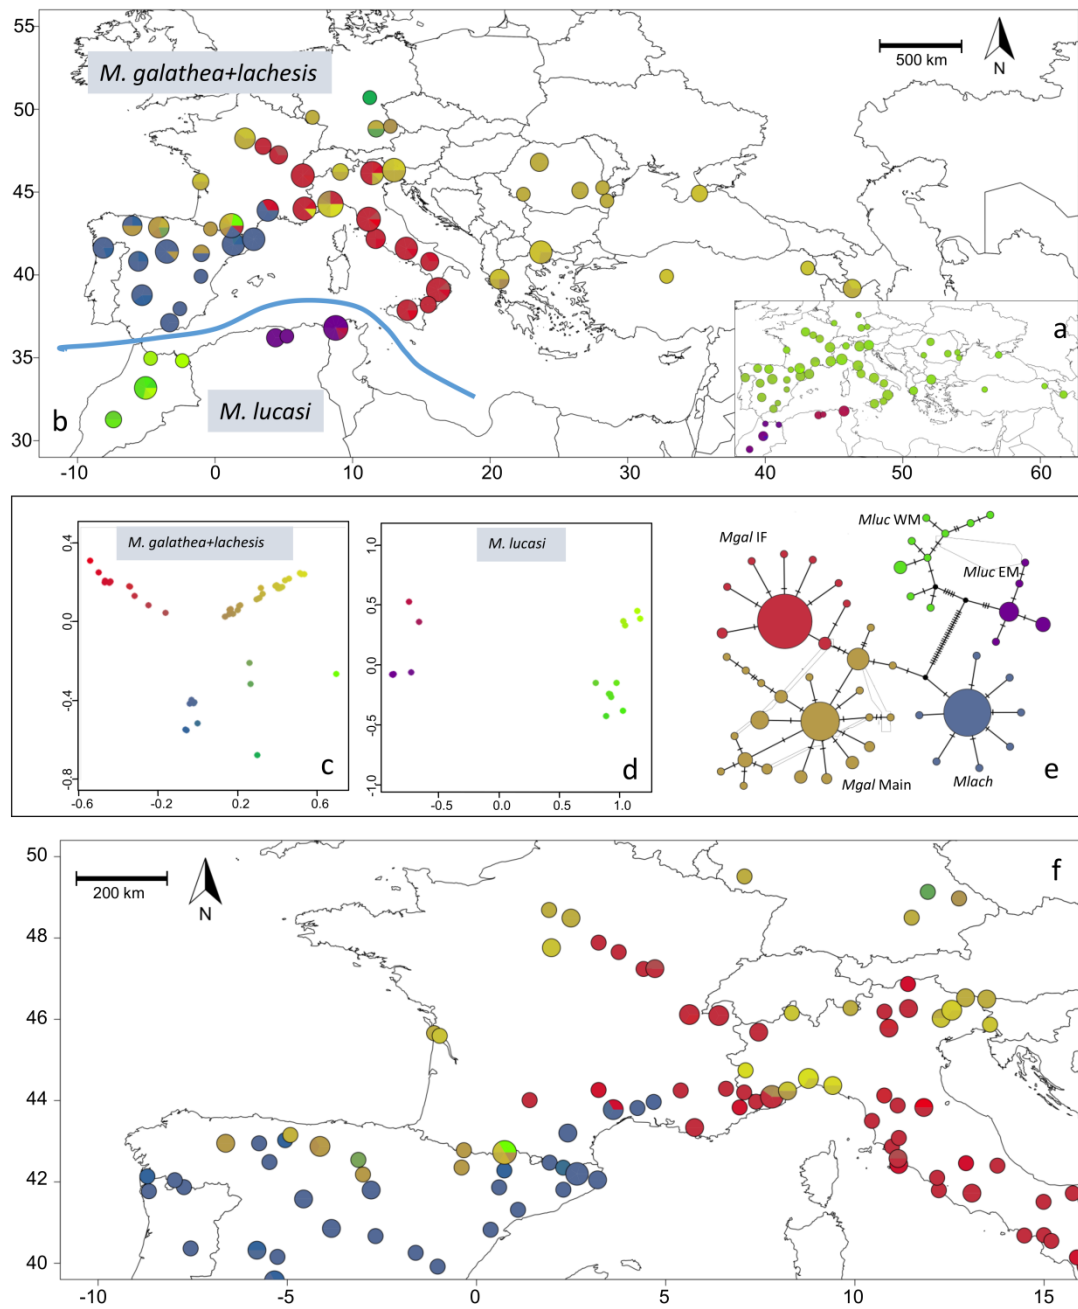 55
M. galathea+lachesis
500 km
N
50
45
40
35
a
b
M. lucasi
30
-10
0
10
20
30
40
50
60
M. galathea+lachesis
0.4
0.0
-0.4
-0.8
c
-0.6
-0.2
0.2
0.6
M. lucasi
1.0
0.5
0.0
-0.5
-1.0
d
-0.5
0.0
0.5
1.0
Mluc WM
Mgal IF
Mluc EM
Mgal Main
Mlach
e
50
f
200 km
N
48
46
44
42
40
-10
-5
0
5
10
15